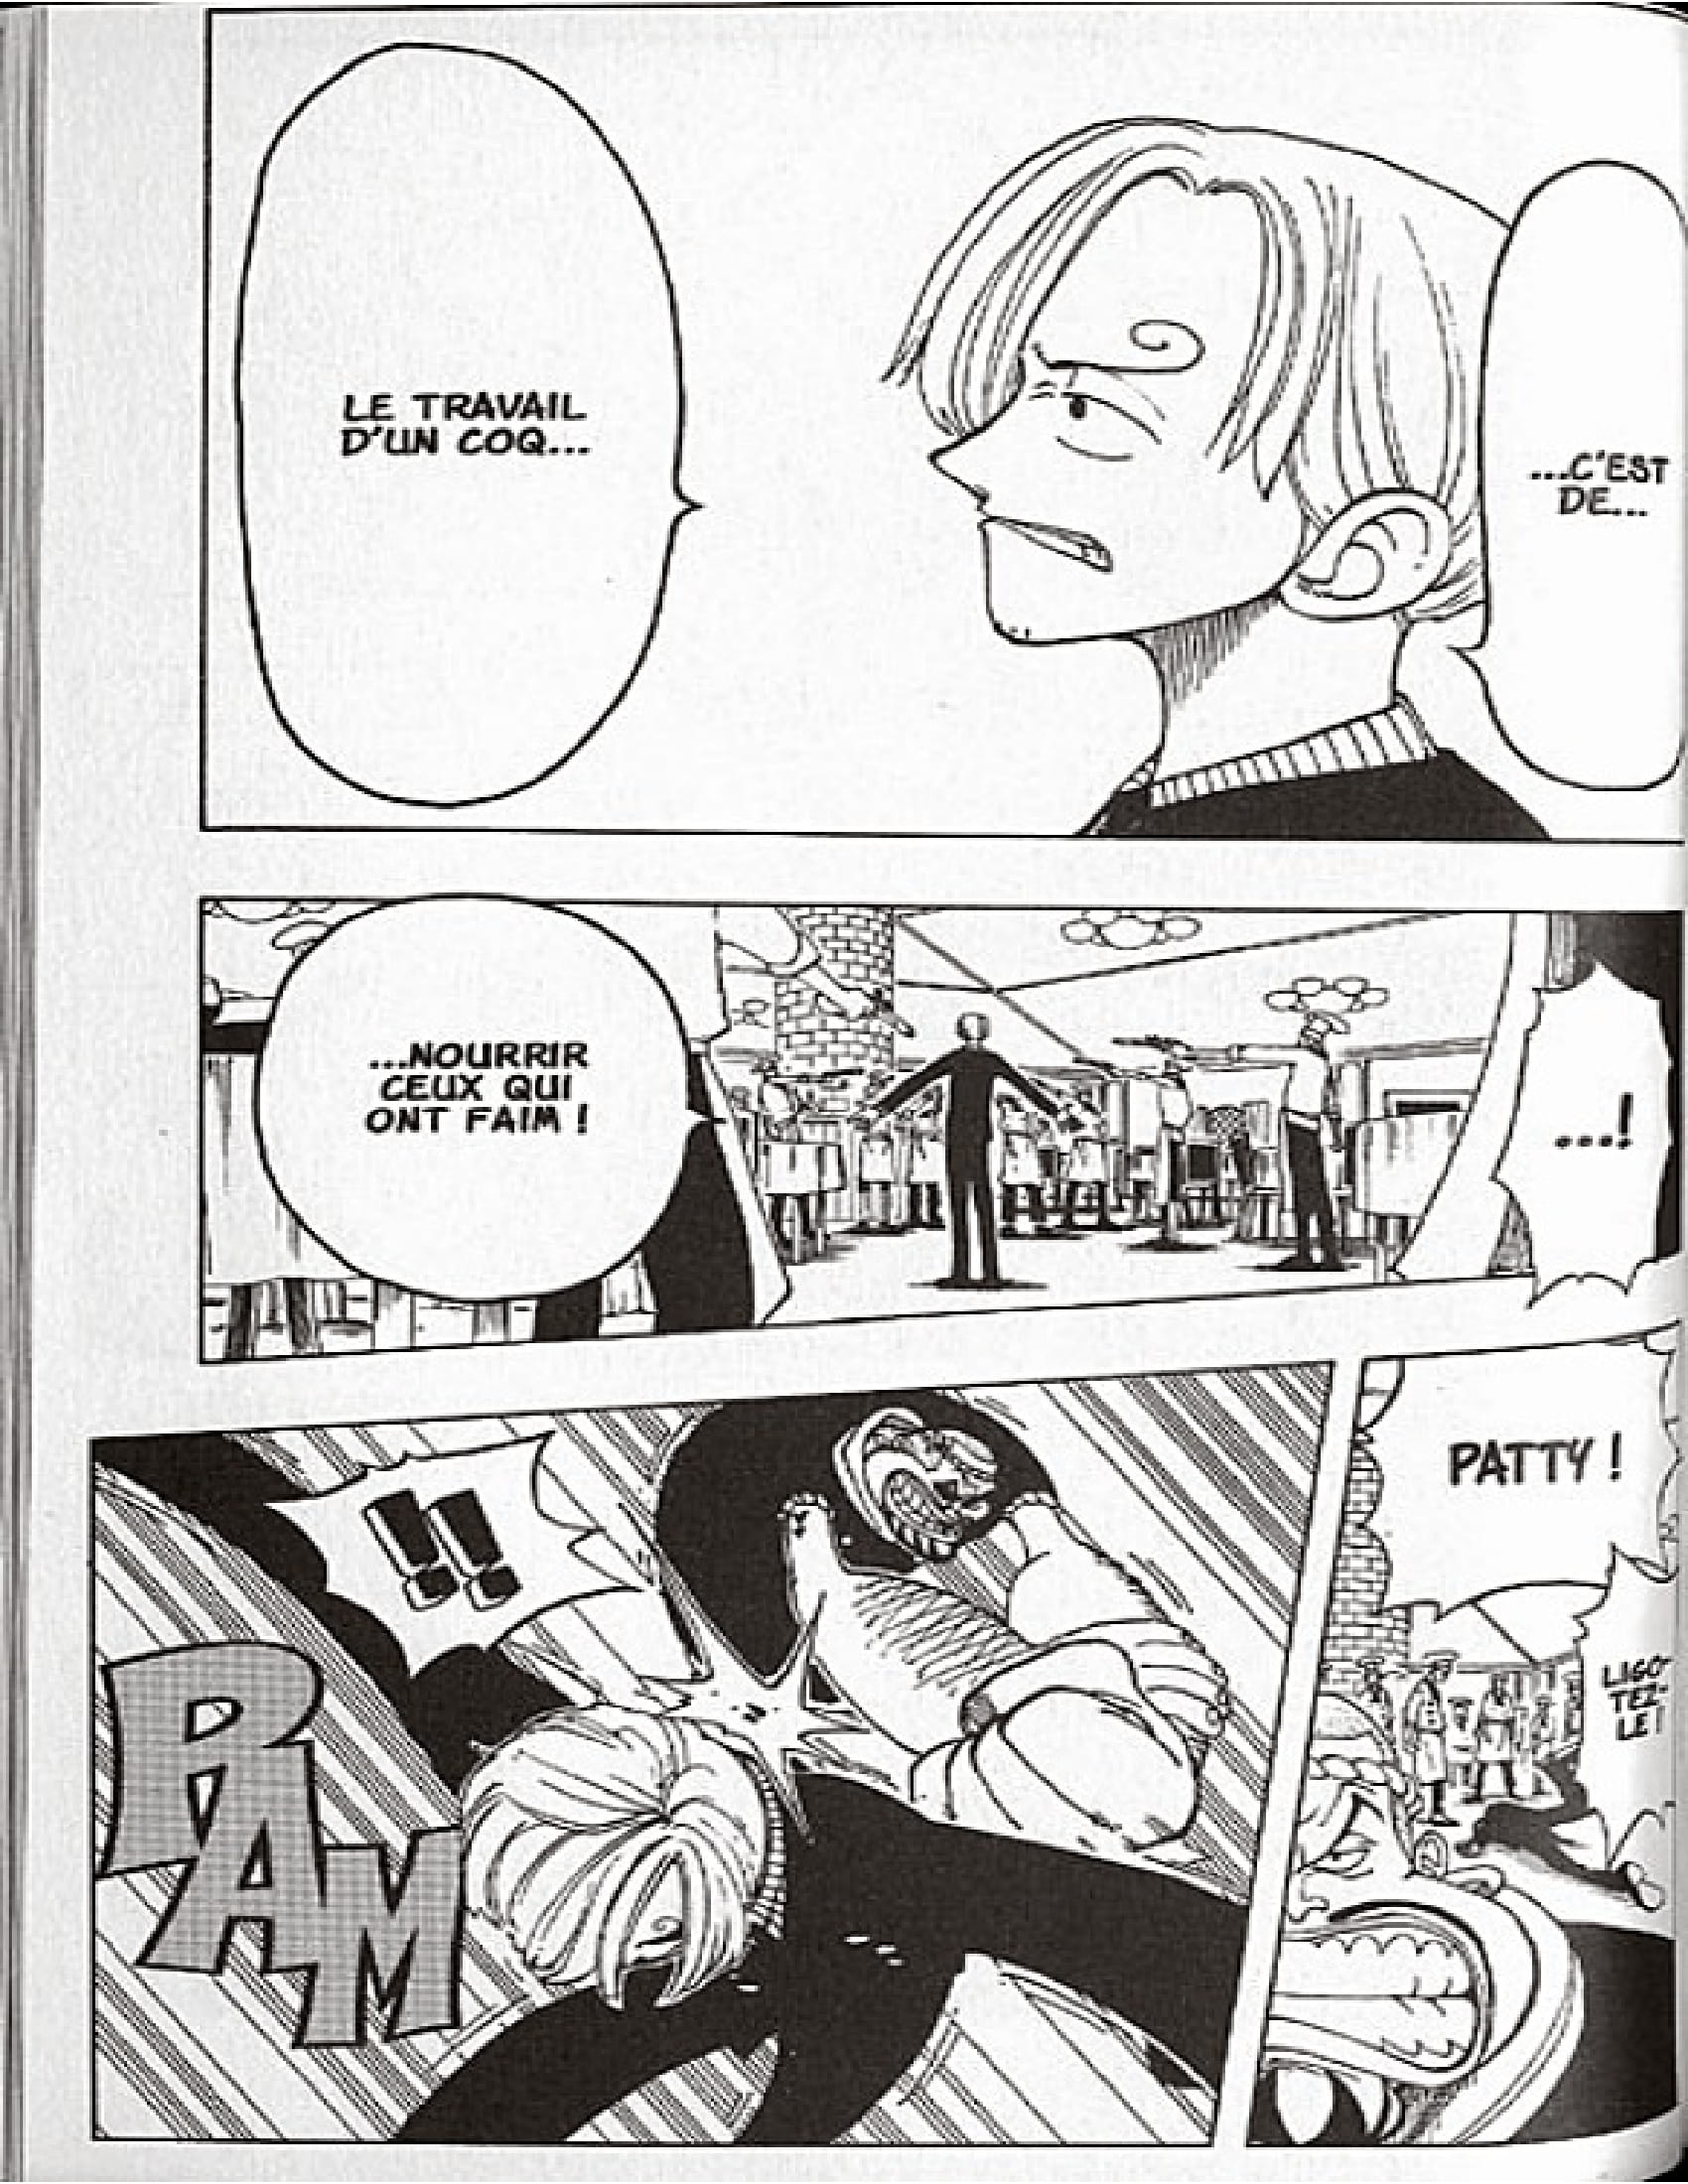 LE TRAVAIL
D'UN COQ...
...C'EST
DE...
...NOURRIR
CEUX QUI
ONT FAIM !
...!
!!
PAM
PATTY !
LIGO-
TEZ-
LE !